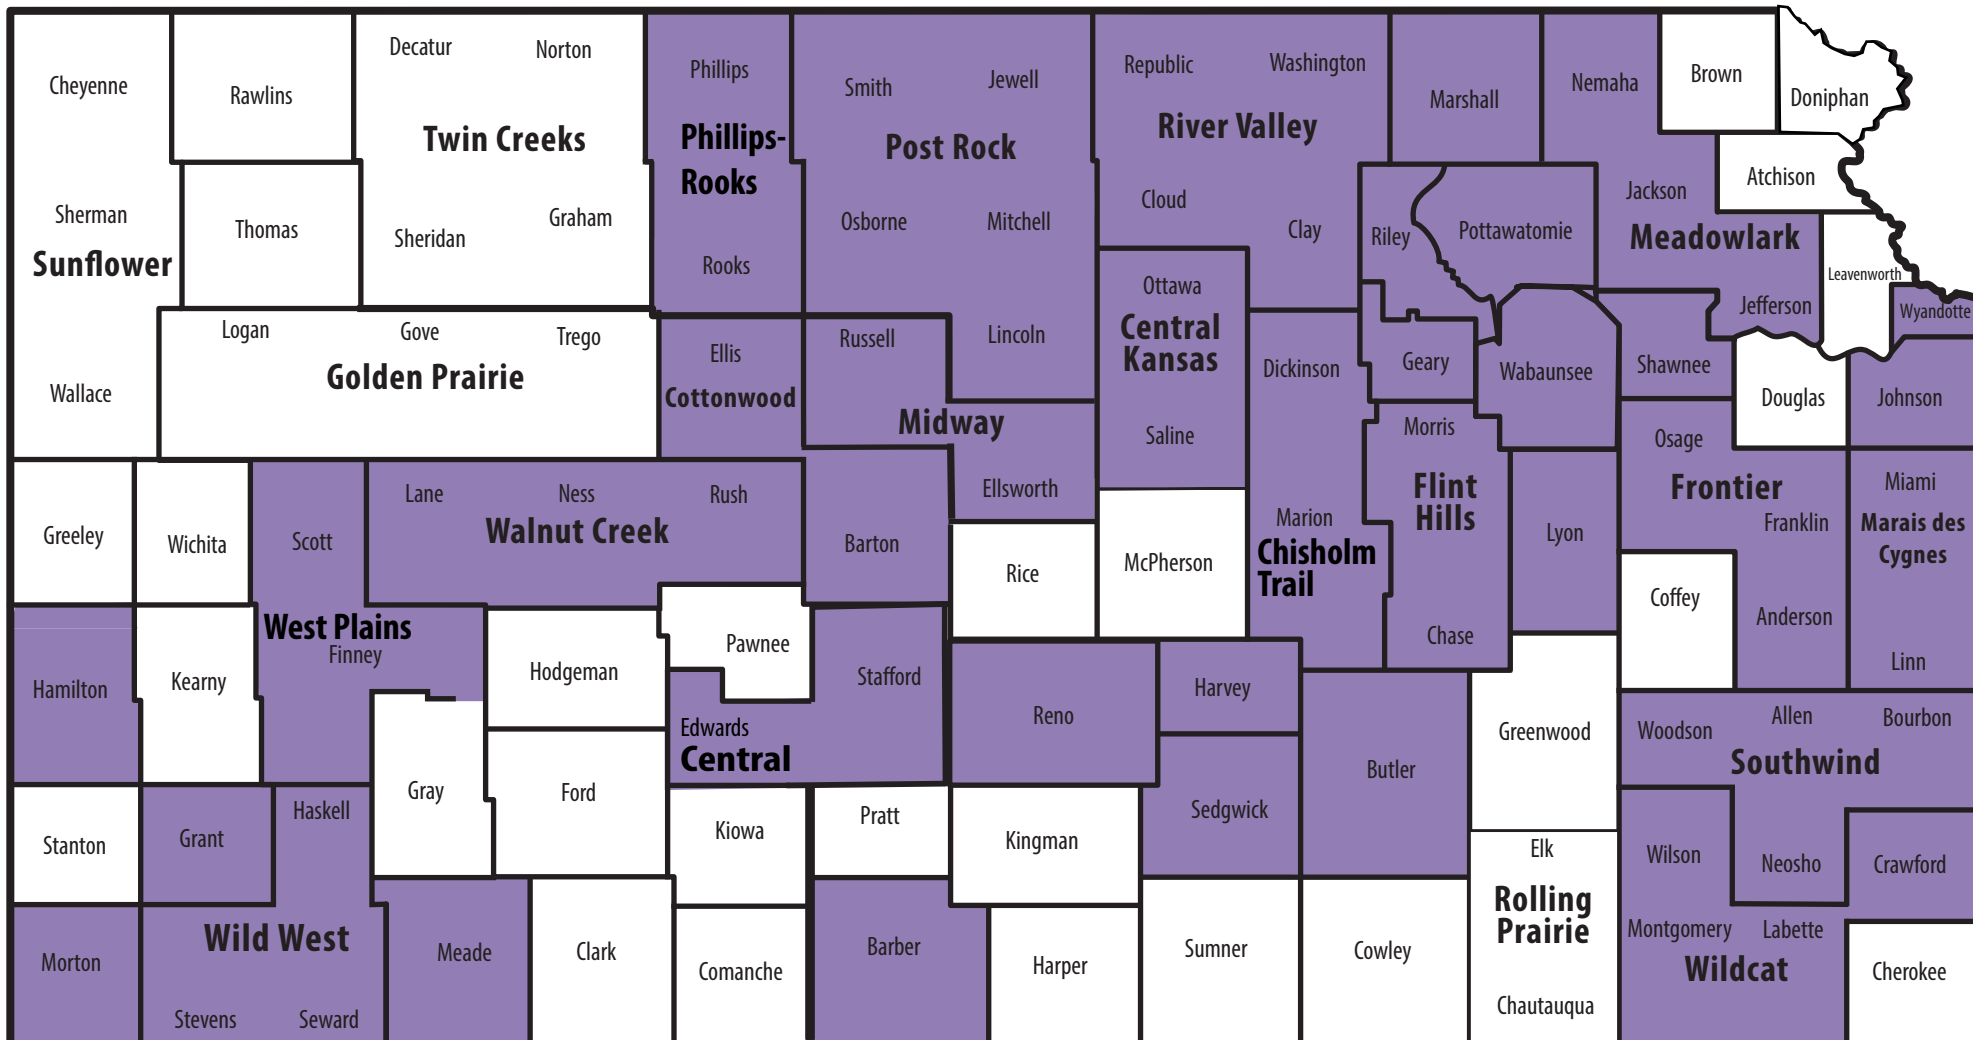 Cheyenne
Rawlins
Decatur
Norton
Phillips
Smith
Jewell
Republic
Washington
Marshall
Nemaha
Brown
Doniphan
Twin Creeks
Phillips-
Rooks
Post Rock
River Valley
Sherman
Thomas
Sheridan
Graham
Rooks
Osborne
Mitchell
Cloud
Clay
Riley
Pottawatomie
Jackson
Atchison
Meadowlark
Sunflower
Leavenworth
Jefferson
Wyandotte
Logan
Gove
Trego
Golden Prairie
Wallace
Ellis
Cottonwood
Russell
Lincoln
Midway
Ottawa
Central
Kansas
Saline
Dickinson
Geary
Wabaunsee
Shawnee
Douglas
Johnson
Morris
Osage
Greeley
Wichita
Scott
Lane
Ness
Rush
Walnut Creek
Barton
Ellsworth
Rice
McPherson
Marion
Chisholm
Trail
Flint
Hills
Chase
Lyon
Frontier
Franklin
Miami
Marais des
Cygnes
Coffey
Anderson
Linn
Hamilton
Kearny
West Plains
Finney
Hodgeman
Pawnee
Stafford
Edwards
Central
Reno
Harvey
Butler
Greenwood
Woodson
Allen
Bourbon
Southwind
Stanton
Grant
Haskell
Gray
Ford
Kiowa
Pratt
Kingman
Sedgwick
Elk
Wilson
Neosho
Crawford
Morton
Wild West
Stevens
Seward
Meade
Clark
Comanche
Barber
Harper
Sumner
Cowley
Rolling
Prairie
Chautauqua
Montgomery
Labette
Wildcat
Cherokee